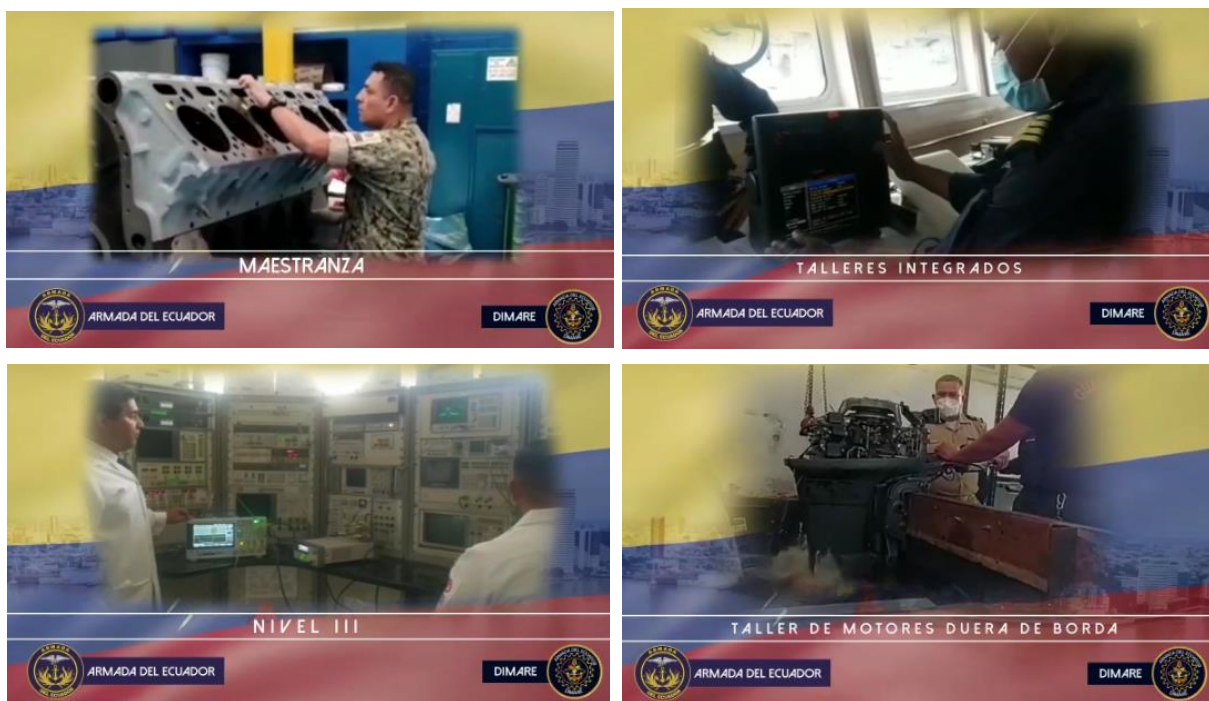 MAESTRANZA
ARMADA DEL ECUADOR
DIMARE
TALLERES INTEGRADOS
ARMADA DEL ECUADOR
DIMARE
NIVEL III
ARMADA DEL ECUADOR
DIMARE
TALLER DE MOTORES DUERA DE BORDA
ARMADA DEL ECUADOR
DIMARE